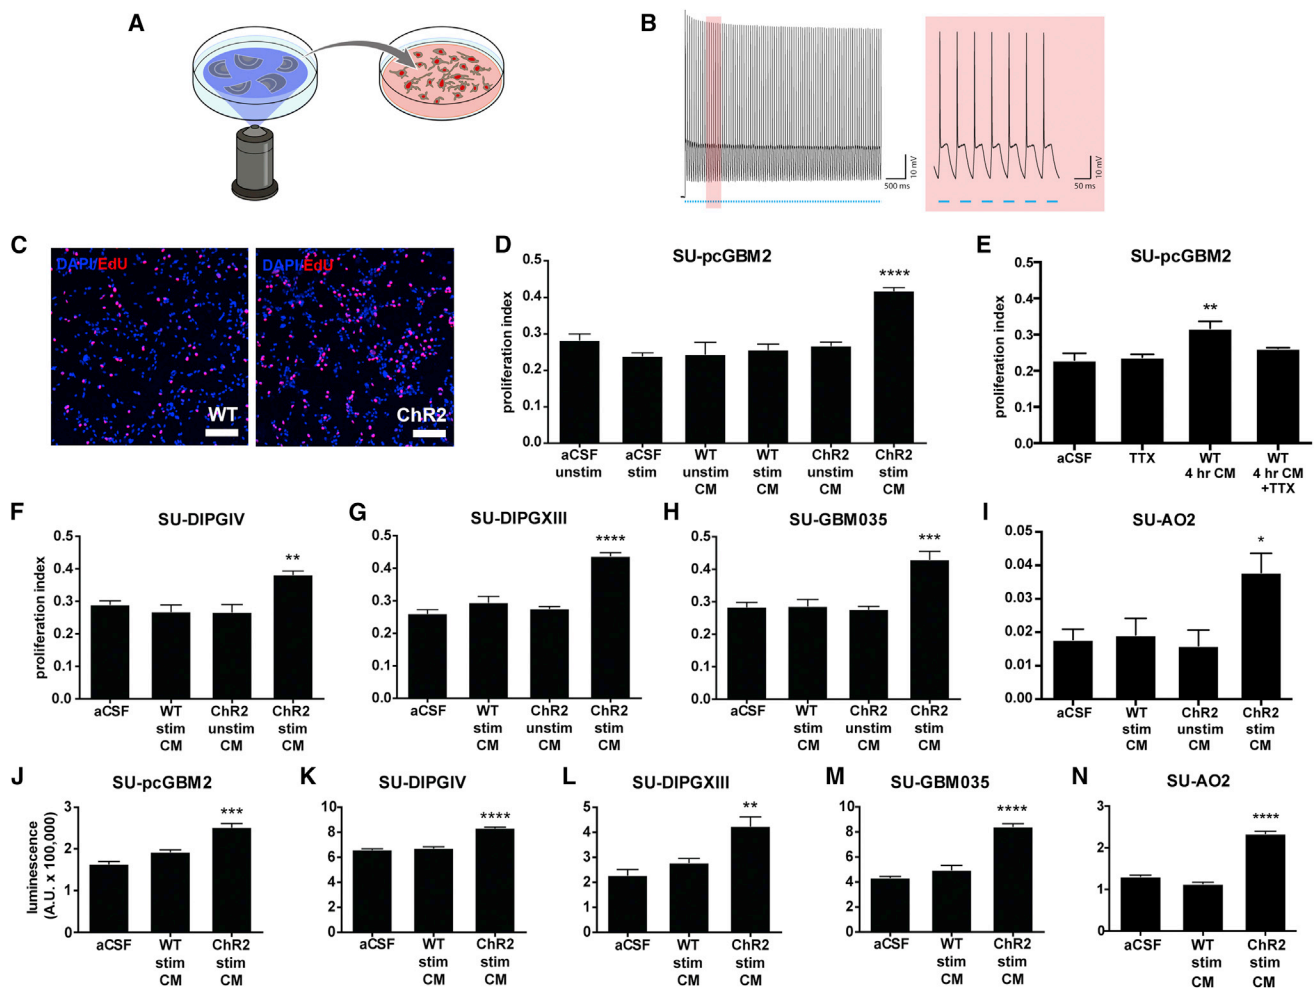 A
B
10 mV
500 ms
10 mV
50 ms
C
DAPI/EdU
WT
DAPI/EdU
ChR2
D
SU-pcGBM2
proliferation index
0.5
0.4
0.3
0.2
0.1
0.0
****
aCSF unstim
aCSF stim
WT unstim CM
WT stim CM
ChR2 unstim CM
ChR2 stim CM
E
SU-pcGBM2
proliferation index
0.5
0.4
0.3
0.2
0.1
0.0
**
aCSF
TTX
WT 4 hr CM
WT 4 hr CM +TTX
F
SU-DIPGIV
proliferation index
0.5
0.4
0.3
0.2
0.1
0.0
**
aCSF
WT stim CM
ChR2 unstim CM
ChR2 stim CM
G
SU-DIPGXIII
0.5
0.4
0.3
0.2
0.1
0.0
****
aCSF
WT stim CM
ChR2 unstim CM
ChR2 stim CM
H
SU-GBM035
0.5
0.4
0.3
0.2
0.1
0.0
***
aCSF
WT stim CM
ChR2 unstim CM
ChR2 stim CM
I
SU-AO2
0.05
0.04
0.03
0.02
0.01
0.00
*
aCSF
WT stim CM
ChR2 unstim CM
ChR2 stim CM
J
SU-pcGBM2
luminescence
(A.U. x 100,000)
3
2
1
0
***
aCSF
WT stim CM
ChR2 stim CM
K
SU-DIPGIV
10
8
6
4
2
0
****
aCSF
WT stim CM
ChR2 stim CM
L
SU-DIPGXIII
5
4
3
2
1
0
**
aCSF
WT stim CM
ChR2 stim CM
M
SU-GBM035
10
8
6
4
2
0
****
aCSF
WT stim CM
ChR2 stim CM
N
SU-AO2
3
2
1
0
****
aCSF
WT stim CM
ChR2 stim CM